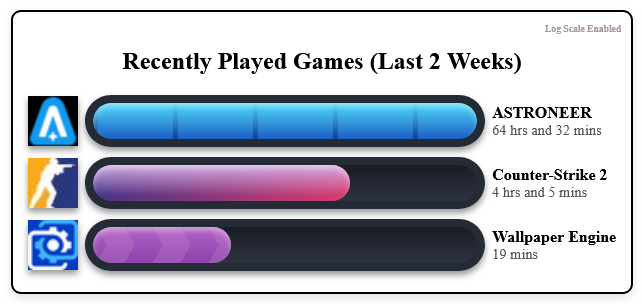 Log Scale Enabled
Recently Played Games (Last 2 Weeks)
ASTRONEER
64 hrs and 32 mins
Counter-Strike 2
4 hrs and 5 mins
Wallpaper Engine
19 mins